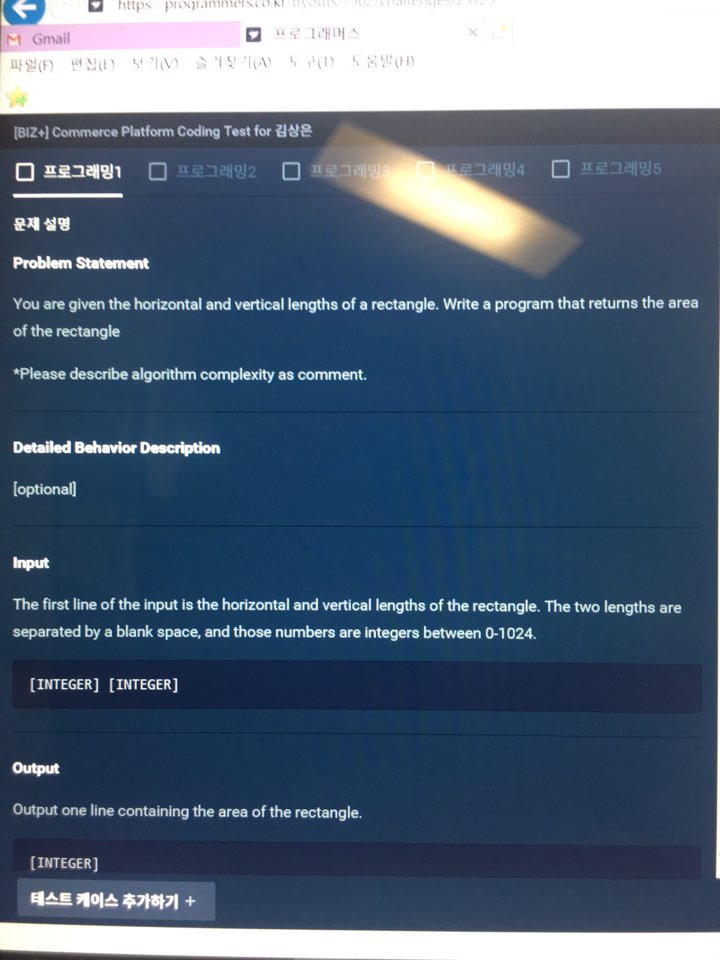 Gmail
프로그래머스
파일(F) 편집(E) 보기(V) 즐겨찾기(A) 도구(T) 도움말(H)
[BIZ+] Commerce Platform Coding Test for 김상은
프로그래밍1 프로그래밍2 프로그래밍3 프로그래밍4 프로그래밍5
문제 설명
Problem Statement
You are given the horizontal and vertical lengths of a rectangle. Write a program that returns the area
of the rectangle
*Please describe algorithm complexity as comment.
Detailed Behavior Description
[optional]
Input
The first line of the input is the horizontal and vertical lengths of the rectangle. The two lengths are
separated by a blank space, and those numbers are integers between 0-1024.
[INTEGER] [INTEGER]
Output
Output one line containing the area of the rectangle.
[INTEGER]
테스트 케이스 추가하기 +